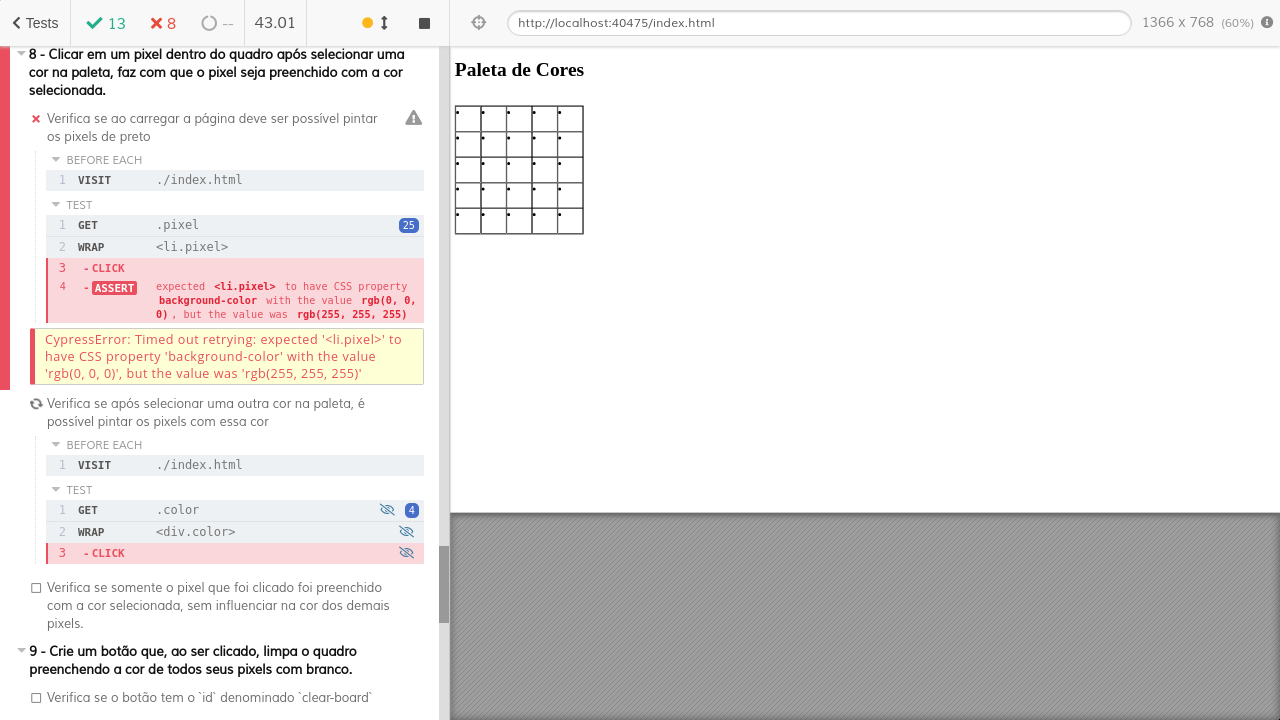 Tests
13
8
--
43.01
http://localhost:40475/index.html
1366 x 768 (60%)
8 - Clicar em um pixel dentro do quadro após selecionar uma
cor na paleta, faz com que o pixel seja preenchido com a cor
selecionada.
Verifica se ao carregar a página deve ser possível pintar
os pixels de preto
BEFORE EACH
1 VISIT ./index.html
TEST
1 GET .pixel 25
2 WRAP <li.pixel>
3 - CLICK
4 - ASSERT expected <li.pixel> to have CSS property
background-color with the value rgb(0, 0,
0), but the value was rgb(255, 255, 255)
CypressError: Timed out retrying: expected '<li.pixel>' to
have CSS property 'background-color' with the value
'rgb(0, 0, 0)', but the value was 'rgb(255, 255, 255)'
Verifica se após selecionar uma outra cor na paleta, é
possível pintar os pixels com essa cor
BEFORE EACH
1 VISIT ./index.html
TEST
1 GET .color 4
2 WRAP <div.color>
3 - CLICK
Verifica se somente o pixel que foi clicado foi preenchido
com a cor selecionada, sem influenciar na cor dos demais
pixels.
9 - Crie um botão que, ao ser clicado, limpa o quadro
preenchendo a cor de todos seus pixels com branco.
Verifica se o botão tem o `id` denominado `clear-board`
Paleta de Cores